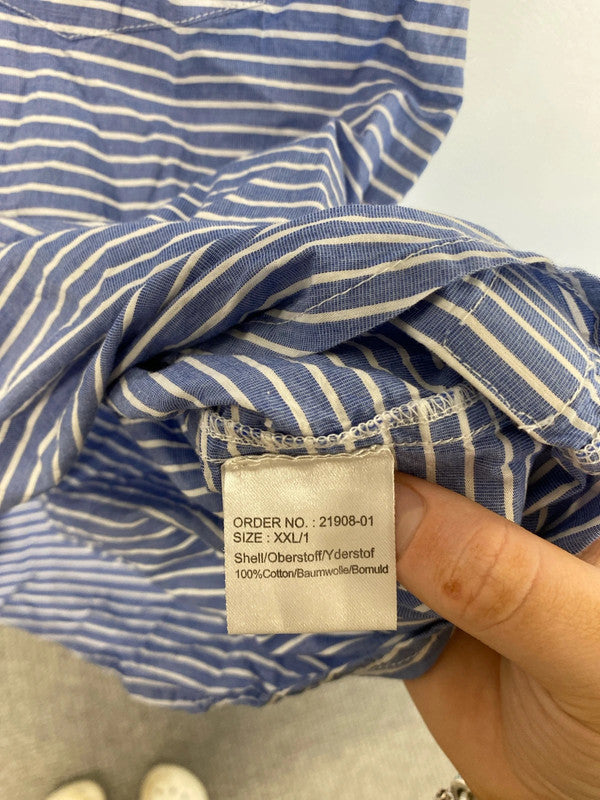 ORDER NO. : 21908-01
SIZE : XXL/1
Shell/Oberstoff/Yderstof
100%Cotton/Baumwolle/Bomuld